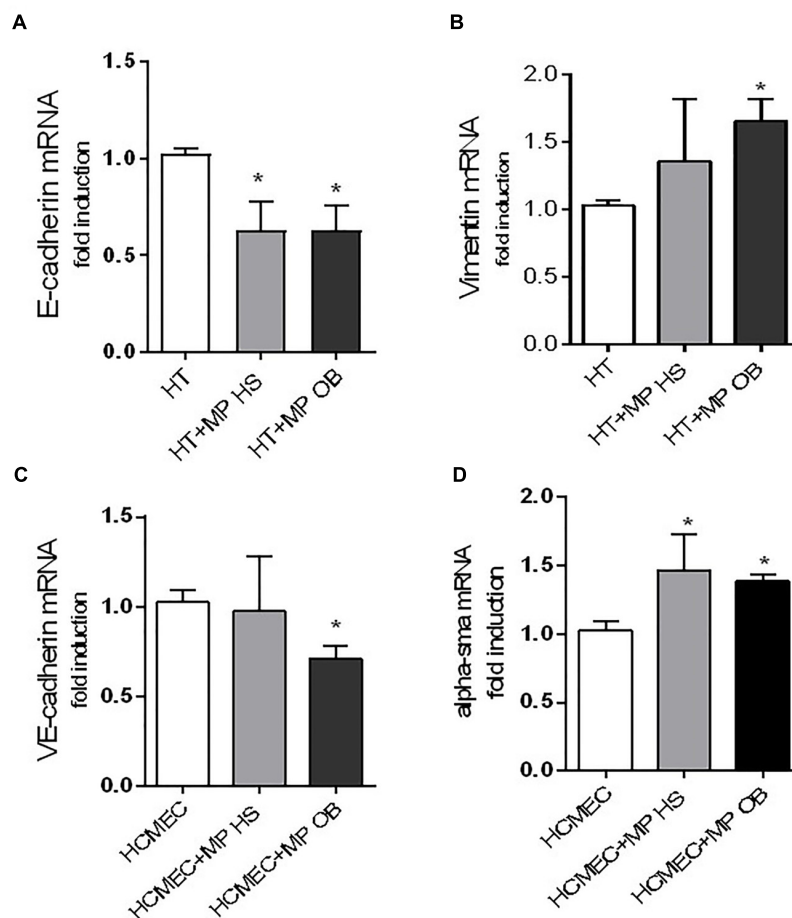 A
E-cadherin mRNA
fold induction
1.5
1.0
0.5
0.0
*
*
HT
HT+MP HS
HT+MP OB
B
Vimentin mRNA
fold induction
2.0
1.5
1.0
0.5
0.0
*
HT
HT+MP HS
HT+MP OB
C
VE-cadherin mRNA
fold induction
1.5
1.0
0.5
0.0
*
HCMEC
HCMEC+MP HS
HCMEC+MP OB
D
alpha-sma mRNA
fold induction
2.0
1.5
1.0
0.5
0.0
*
*
HCMEC
HCMEC+MP HS
HCMEC+MP OB